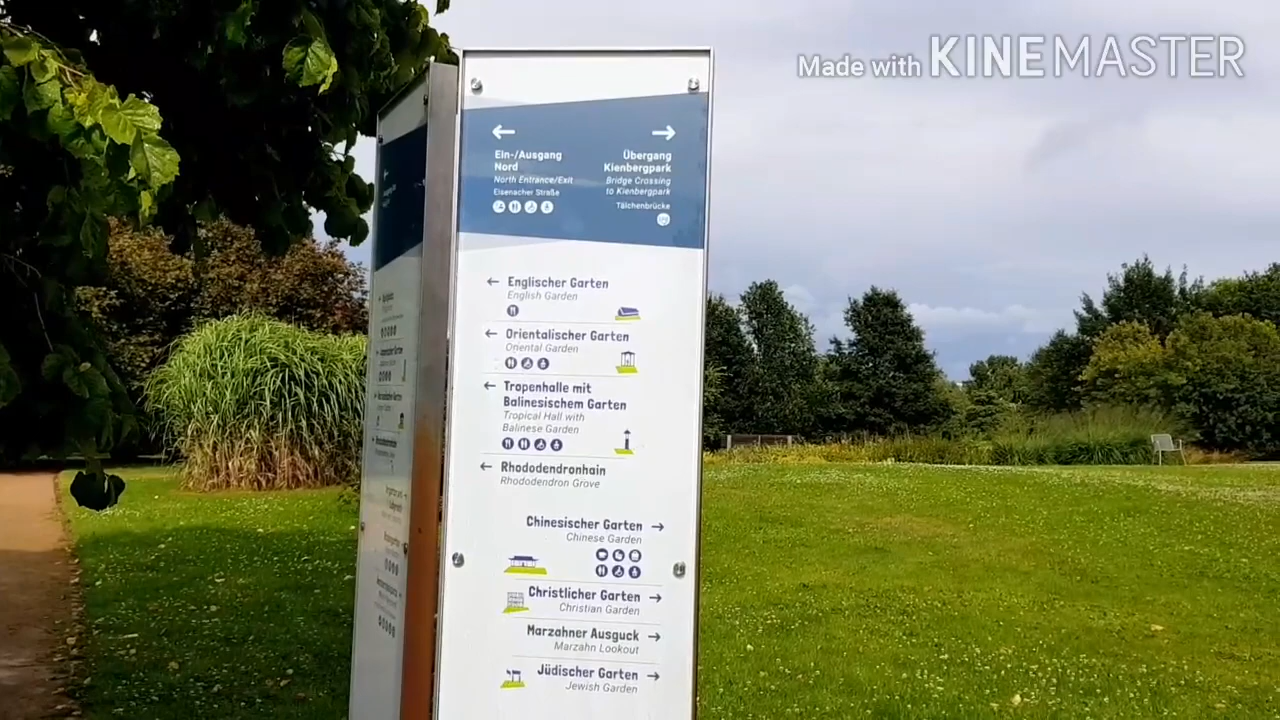 Made with KINEMASTER
Ein-/Ausgang
Nord
North Entrance/Exit
Eisenacher Straße
Übergang
Kienbergpark
Bridge Crossing
to Kienbergpark
Tälchenbrücke
Englischer Garten
English Garden
Orientalischer Garten
Oriental Garden
Tropenhalle mit
Balinesischem Garten
Tropical Hall with
Balinese Garden
Rhododendronhain
Rhododendron Grove
Chinesischer Garten
Chinese Garden
Christlicher Garten
Christian Garden
Marzahner Ausguck
Marzahn Lookout
Jüdischer Garten
Jewish Garden